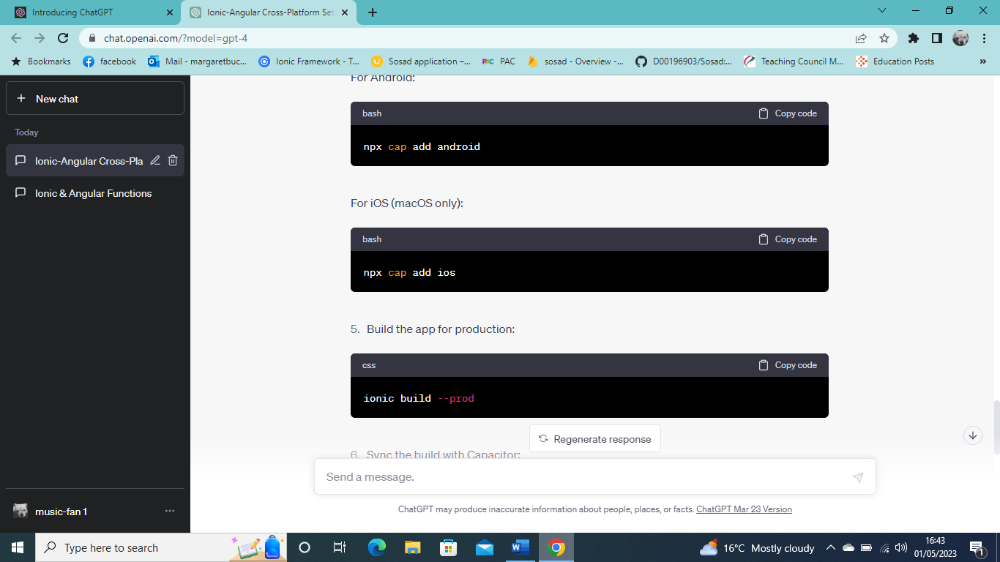 Introducing ChatGPT
Ionic-Angular Cross-Platform Set
chat.openai.com/?model=gpt-4
Bookmarks
facebook
Mail - margaretbuc...
Ionic Framework - T...
Sosad application –...
PAC PAC
sosad - Overview -...
D00196903/Sosad:...
Teaching Council M...
Education Posts
»
New chat
Today
Ionic-Angular Cross-Pla
Ionic & Angular Functions
music-fan 1
For Android:
bash
Copy code
npx cap add android
For iOS (macOS only):
bash
Copy code
npx cap add ios
5. Build the app for production:
css
Copy code
ionic build --prod
Regenerate response
6. Sync the build with Capacitor:
Send a message.
ChatGPT may produce inaccurate information about people, places, or facts. ChatGPT Mar 23 Version
Type here to search
16°C Mostly cloudy
16:43
01/05/2023
1